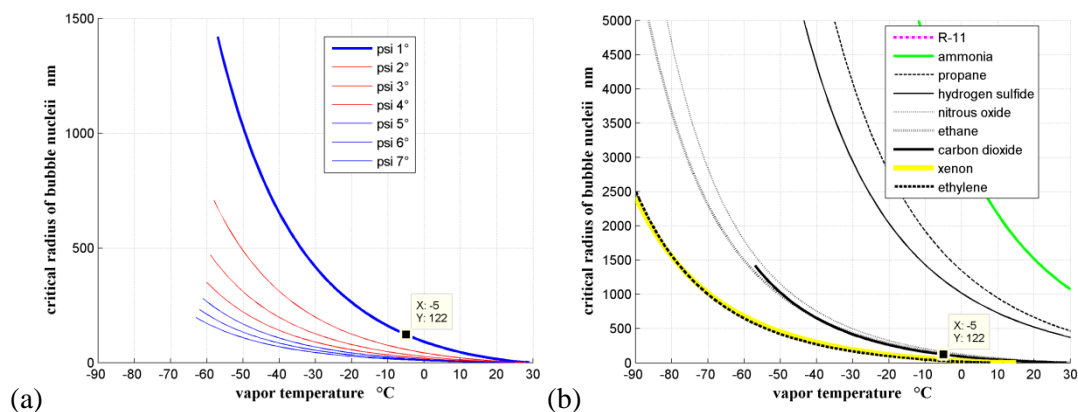 1500
1000
500
0
-90 -80 -70 -60 -50 -40 -30 -20 -10 0 10 20 30
critical radius of bubble nucleii nm
vapor temperature °C
psi 1°
psi 2°
psi 3°
psi 4°
psi 5°
psi 6°
psi 7°
X: -5
Y: 122
(a)
5000
4500
4000
3500
3000
2500
2000
1500
1000
500
0
-90 -80 -70 -60 -50 -40 -30 -20 -10 0 10 20 30
critical radius of bubble nucleii nm
vapor temperature °C
R-11
ammonia
propane
hydrogen sulfide
nitrous oxide
ethane
carbon dioxide
xenon
ethylene
X: -5
Y: 122
(b)